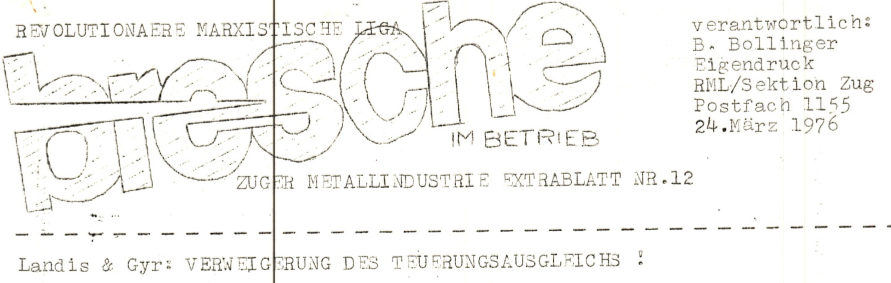 REVOLUTIONAERE MARXISTISCHE LIGA
bresche
IM BETRIEB
ZUGER METALLINDUSTRIE EXTRABLATT NR.12
verantwortlich:
B. Bollinger
Eigendruck
RML/Sektion Zug
Postfach 1155
24.März 1976
Landis & Gyr: VERWEIGERUNG DES TEUERUNGSAUSGLEICHS !